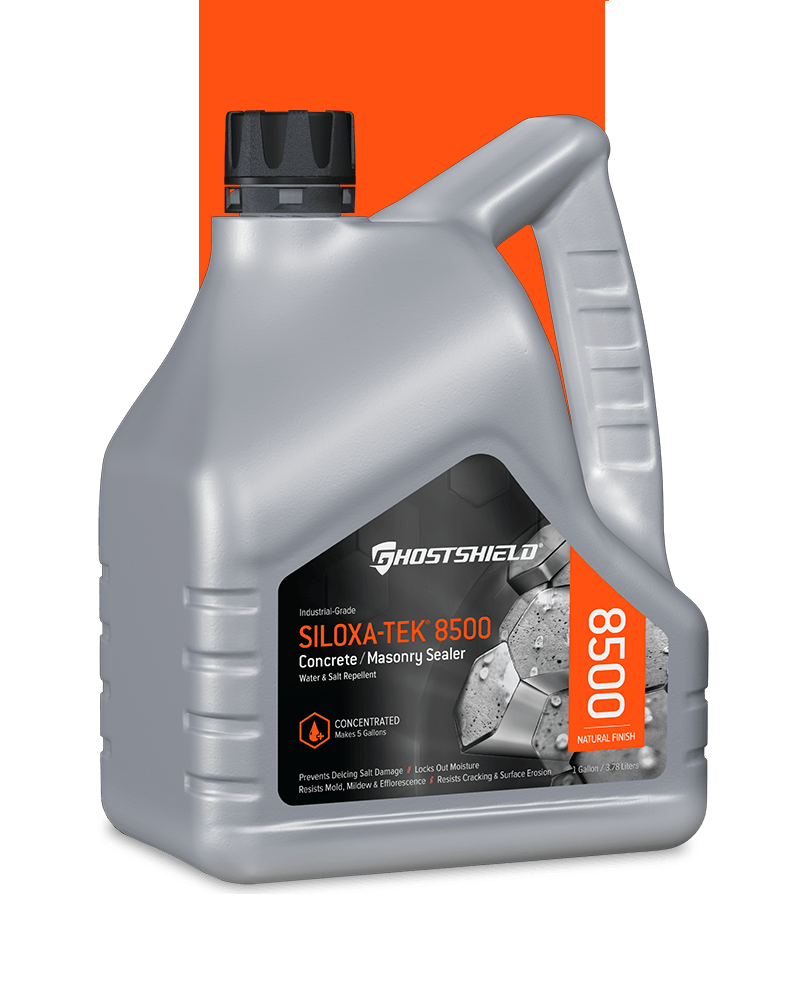 GHOSTSHIELD®
Industrial-Grade
SILOXA-TEK® 8500
Concrete / Masonry Sealer
Water & Salt Repellent
CONCENTRATED
Makes 5 Gallons
Prevents Deicing Salt Damage // Locks Out Moisture
Resists Mold, Mildew & Efflorescence // Resists Cracking & Surface Erosion
8500
NATURAL FINISH
1 Gallon / 3.78 Liters